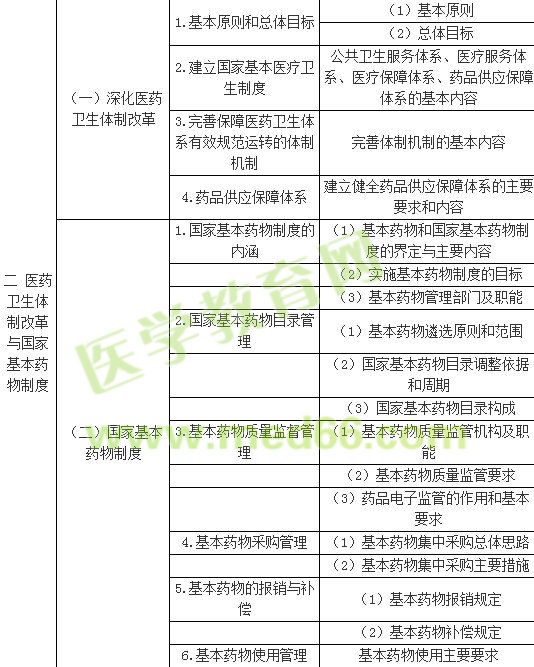 二 医药
卫生体
制改革
与国家
基本药
物制度
（一）深化医药
卫生体制改革
1.基本原则和总体目标
（1）基本原则
（2）总体目标
2.建立国家基本医疗卫
生制度
公共卫生服务体系、医疗服务体
系、医疗保障体系、药品供应保障
体系的基本内容
3.完善保障医药卫生体
系有效规范运转的体制
机制
完善体制机制的基本内容
4.药品供应保障体系
建立健全药品供应保障体系的主要
要求和内容
（二）国家基本
药物制度
1.国家基本药物制度的
内涵
（1）基本药物和国家基本药物制
度的界定与主要内容
（2）实施基本药物制度的目标
（3）基本药物管理部门及职能
2.国家基本药物目录管
理
（1）基本药物遴选原则和范围
（2）国家基本药物目录调整依据
和周期
（3）国家基本药物目录构成
3.基本药物质量监督管
理
（1）基本药物质量监管机构及职
能
（2）基本药物质量监管要求
（3）药品电子监管的作用和基本
要求
4.基本药物采购管理
（1）基本药物集中采购总体思路
（2）基本药物集中采购主要措施
5.基本药物的报销与补
偿
（1）基本药物报销规定
（2）基本药物补偿规定
6.基本药物使用管理
基本药物使用主要要求
医学教育网
www.med66.com